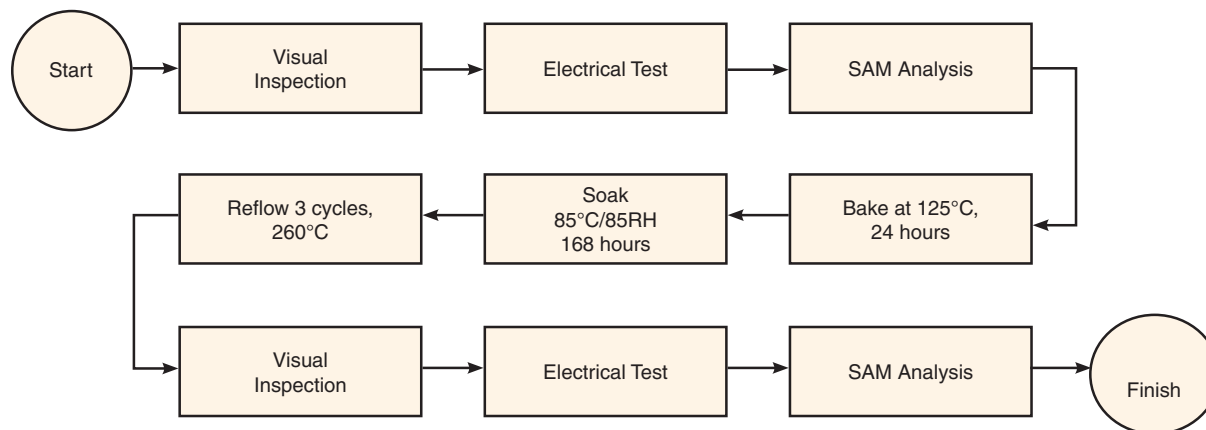 Start
Visual
Inspection
Electrical Test
SAM Analysis
Bake at 125°C,
24 hours
Soak
85°C/85RH
168 hours
Reflow 3 cycles,
260°C
Visual
Inspection
Electrical Test
SAM Analysis
Finish